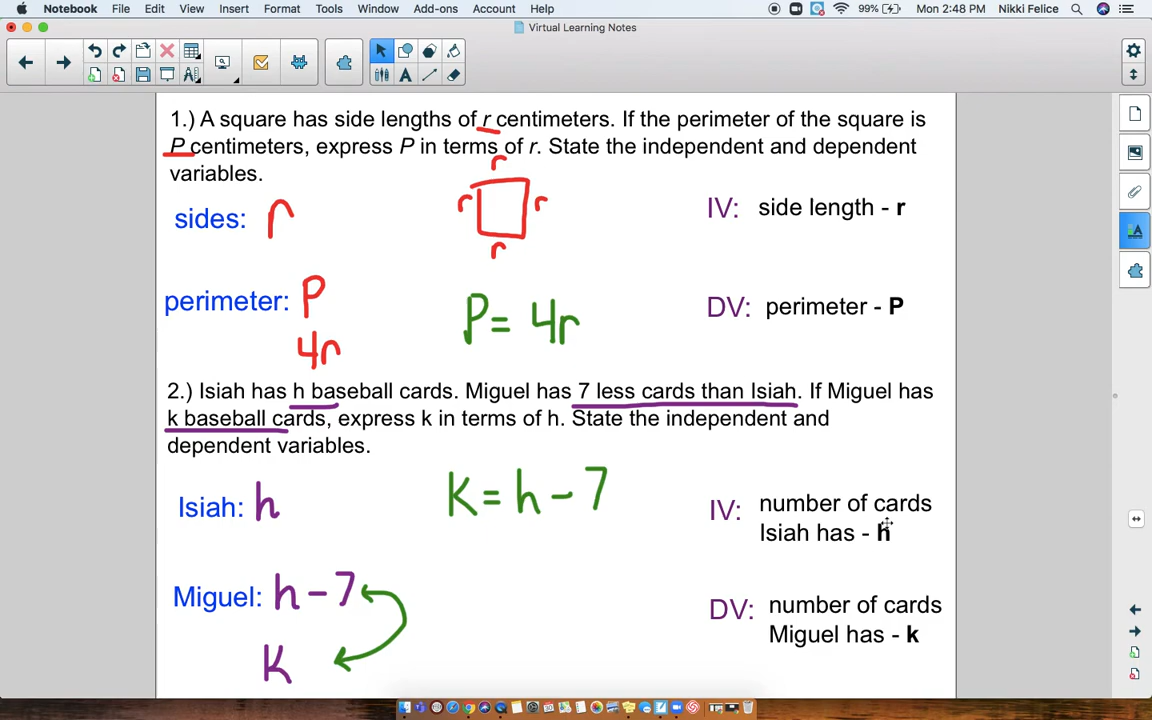 Notebook File Edit View Insert Format Tools Window Add-ons Account Help 99% Mon 2:48 PM Nikki Felice
Virtual Learning Notes
1.) A square has side lengths of r centimeters. If the perimeter of the square is
P centimeters, express P in terms of r. State the independent and dependent
variables.
r
sides: r
r r
IV: side length - r
r
perimeter: P
P = 4r
DV: perimeter - P
4r
2.) Isiah has h baseball cards. Miguel has 7 less cards than Isiah. If Miguel has
k baseball cards, express k in terms of h. State the independent and
dependent variables.
Isiah: h
K = h - 7
IV: number of cards
Isiah has - h
Miguel: h - 7
DV: number of cards
Miguel has - k
K